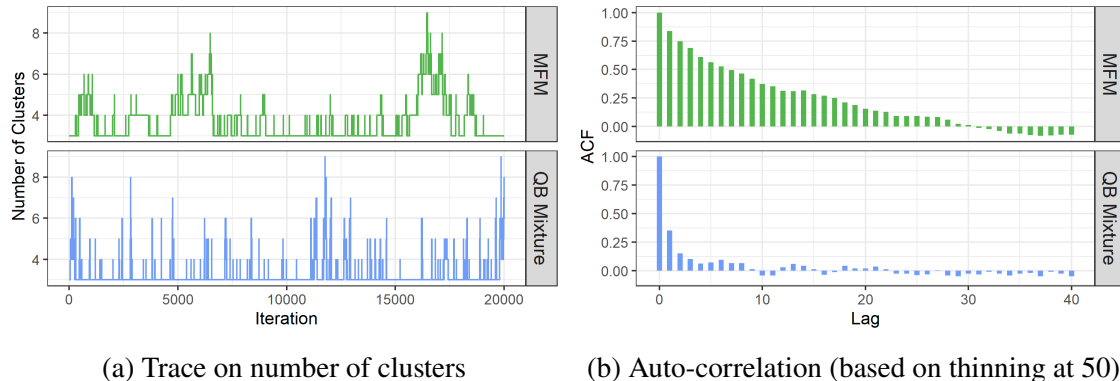 Number of Clusters
8
6
4
MFM
8
6
4
QB Mixture
0
5000
10000
15000
20000
Iteration
(a) Trace on number of clusters
ACF
1.00
0.75
0.50
0.25
0.00
MFM
1.00
0.75
0.50
0.25
0.00
QB Mixture
0
10
20
30
40
Lag
(b) Auto-correlation (based on thinning at 50)